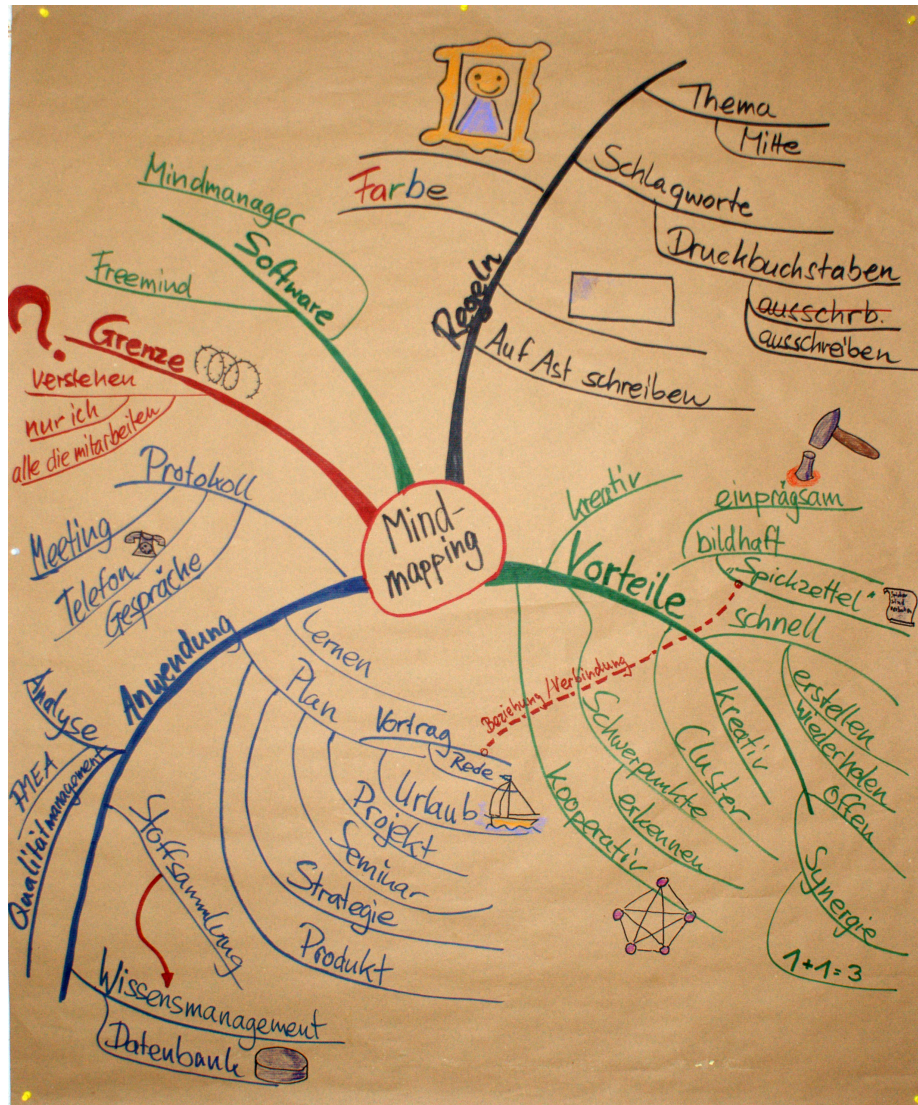 Mind-
mapping
Regeln
Thema
Mitte
Schlagworte
Druckbuchstaben
ausschrb.
ausschreiben
Farbe
Auf Ast schreiben
Vorteile
kreativ
einprägsam
bildhaft
"Spickzettel"
schnell
erstellen
wiederholen
offen
Synergie
1+1=3
kreativ
Cluster
Schwerpunkte
erkennen
kooperativ
Beziehung/Verbindung
Anwendung
Lernen
Plan
Vortrag
Rede
Urlaub
Projekt
Seminar
Strategie
Produkt
Protokoll
Meeting
Telefon
Gespräche
Analyse
FMEA
Qualitätmanagement
Stoffsammlung
Wissensmanagement
Datenbank
?
Grenze
verstehen
nur ich
alle die mitarbeiten
Software
Mindmanager
Freemind